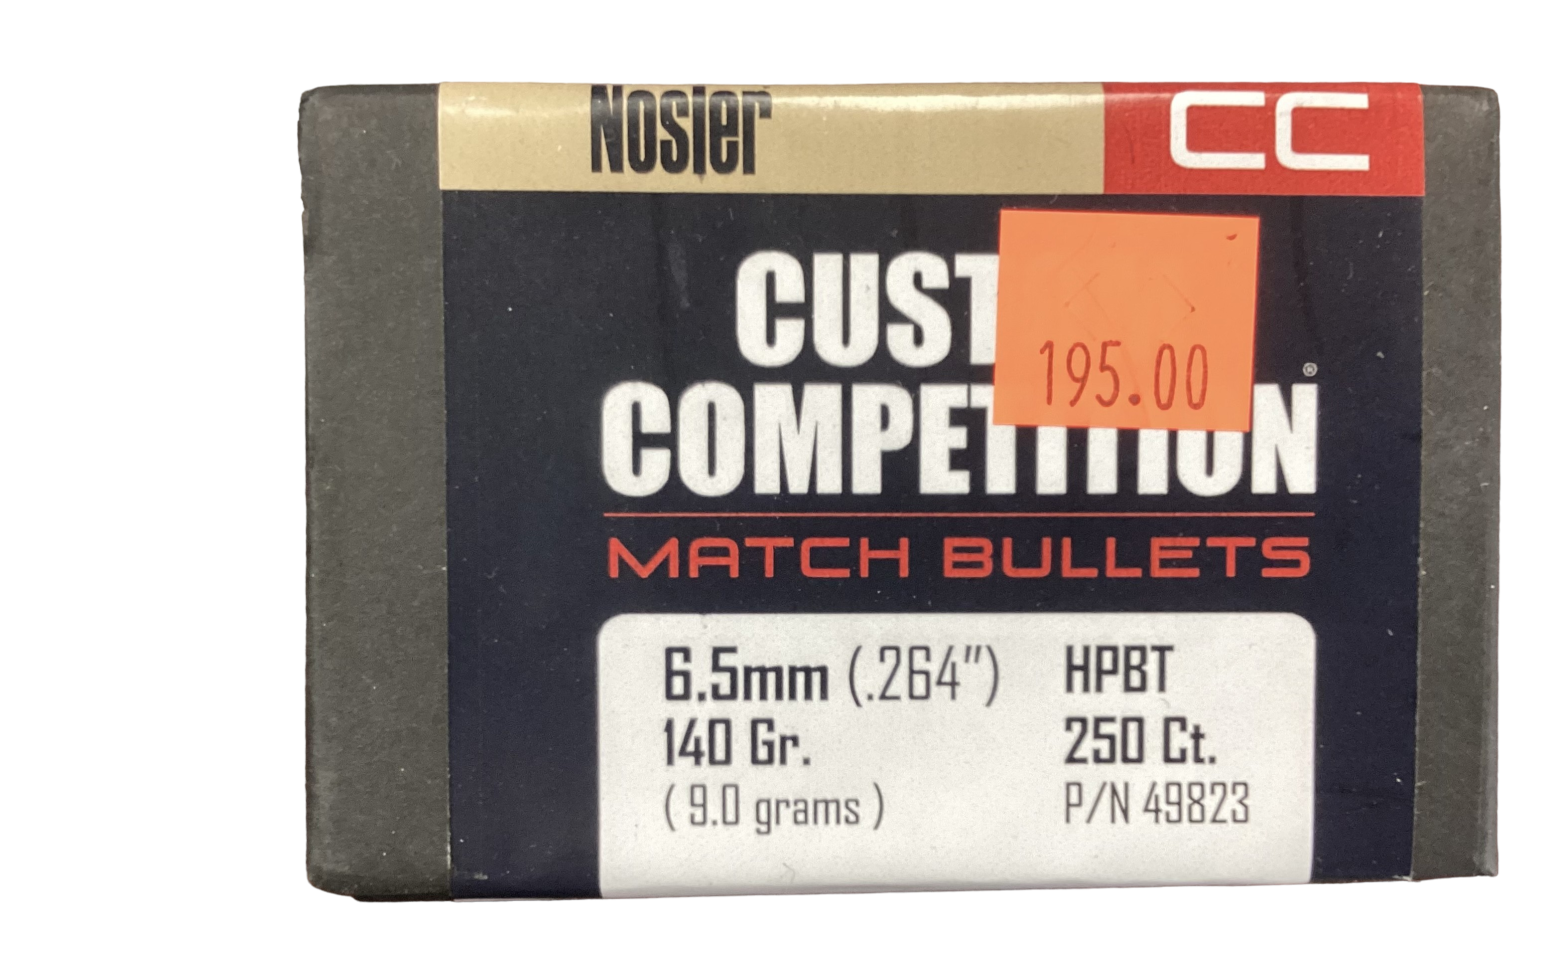 Nosler
CC
CUST
195.00
COMPETITION®
MATCH BULLETS
6.5mm (.264")
HPBT
140 Gr.
250 Ct.
( 9.0 grams )
P/N 49823